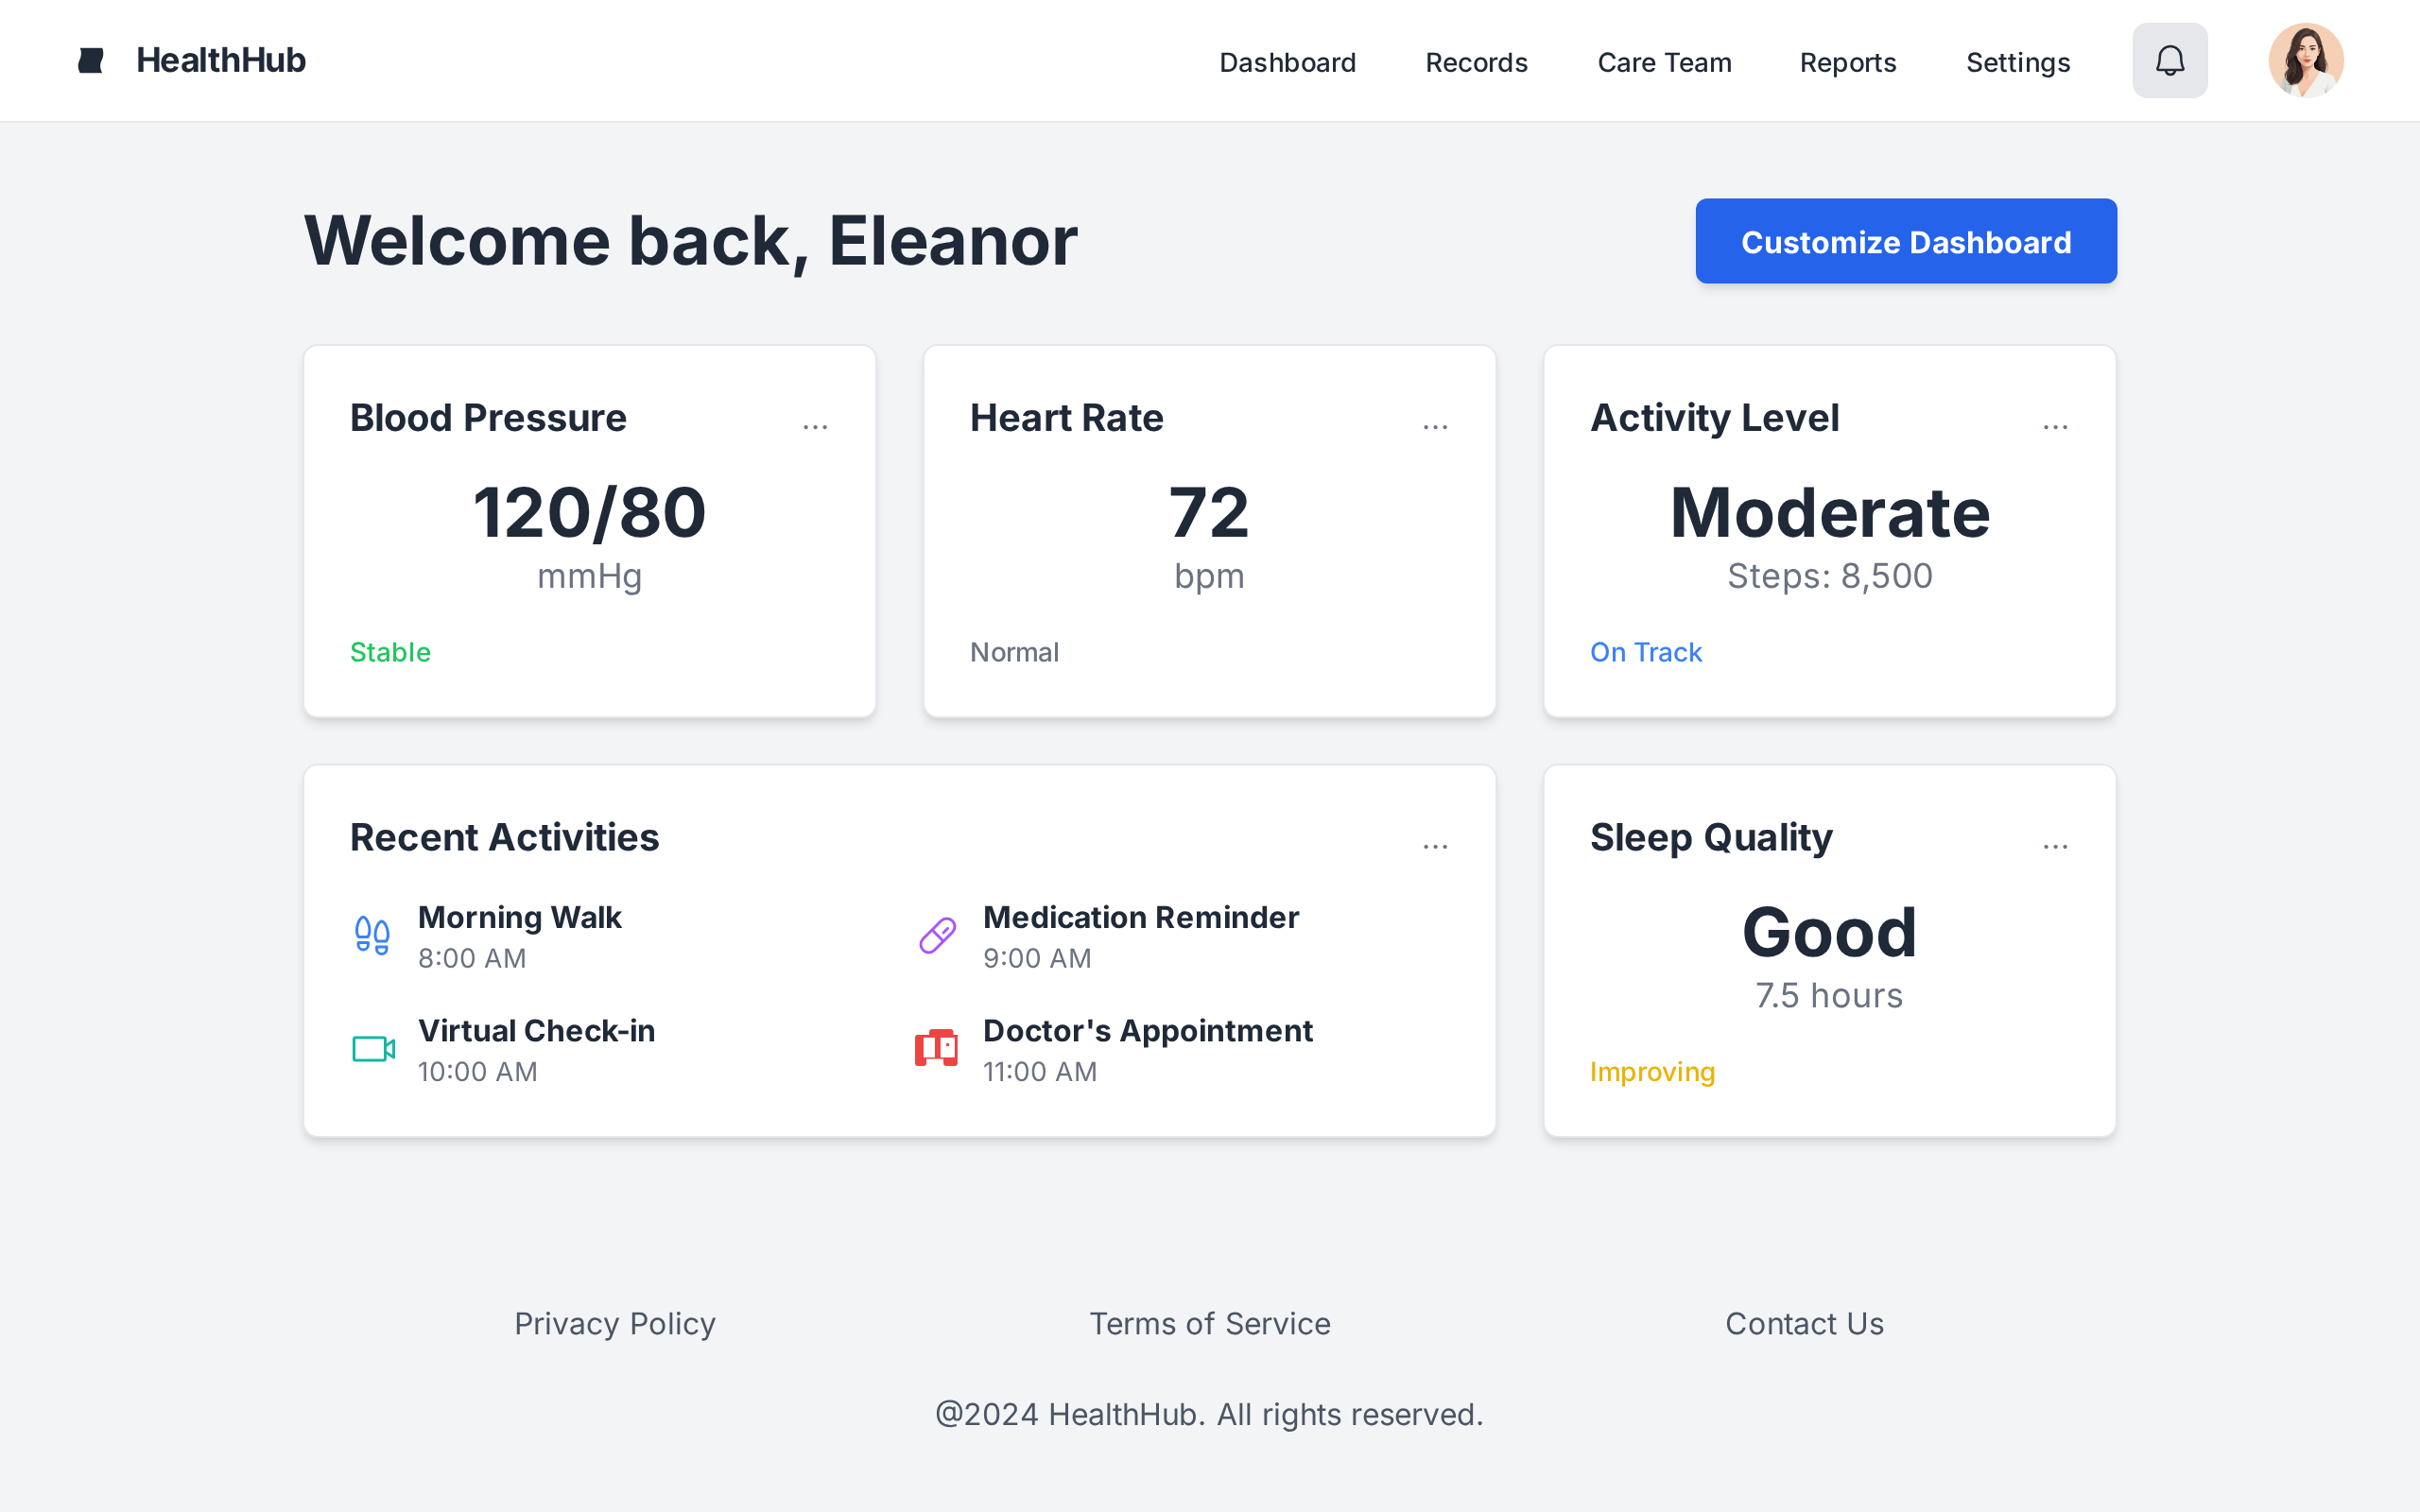 HealthHub
Dashboard
Records
Care Team
Reports
Settings
Welcome back, Eleanor
Customize Dashboard
Blood Pressure
...
120/80
mmHg
Stable
Heart Rate
...
72
bpm
Normal
Activity Level
...
Moderate
Steps: 8,500
On Track
Recent Activities
...
Morning Walk
8:00 AM
Medication Reminder
9:00 AM
Virtual Check-in
10:00 AM
Doctor's Appointment
11:00 AM
Sleep Quality
...
Good
7.5 hours
Improving
Privacy Policy
Terms of Service
Contact Us
@2024 HealthHub. All rights reserved.